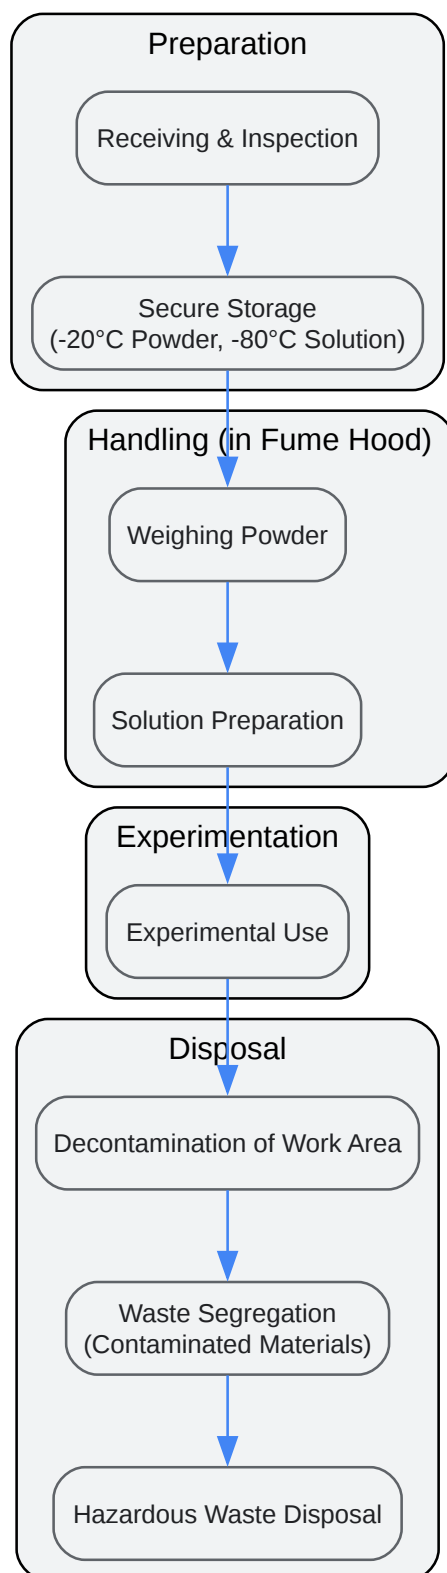 Preparation
Receiving & Inspection
Secure Storage
(-20°C Powder, -80°C Solution)
Handling (in Fume Hood)
Weighing Powder
Solution Preparation
Experimentation
Experimental Use
Disposal
Decontamination of Work Area
Waste Segregation
(Contaminated Materials)
Hazardous Waste Disposal